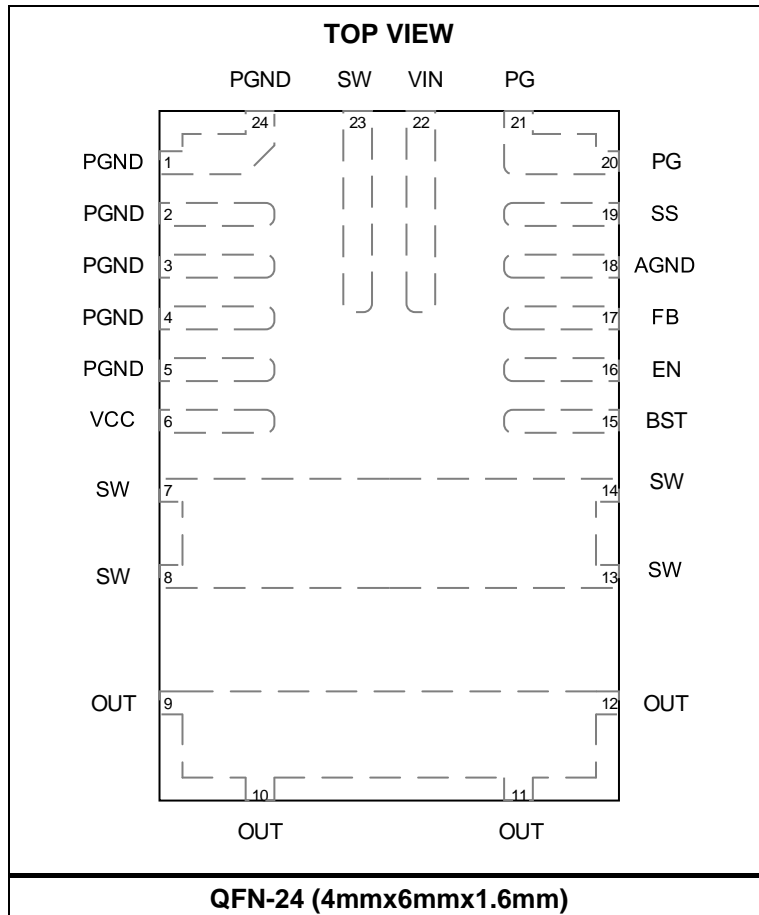 TOP VIEW
PGND SW VIN PG
24 23 22 21
PGND 1 20 PG
PGND 2 19 SS
PGND 3 18 AGND
PGND 4 17 FB
PGND 5 16 EN
VCC 6 15 BST
SW 7 14 SW
SW 8 13 SW
OUT 9 12 OUT
10 11
OUT OUT
QFN-24 (4mmx6mmx1.6mm)